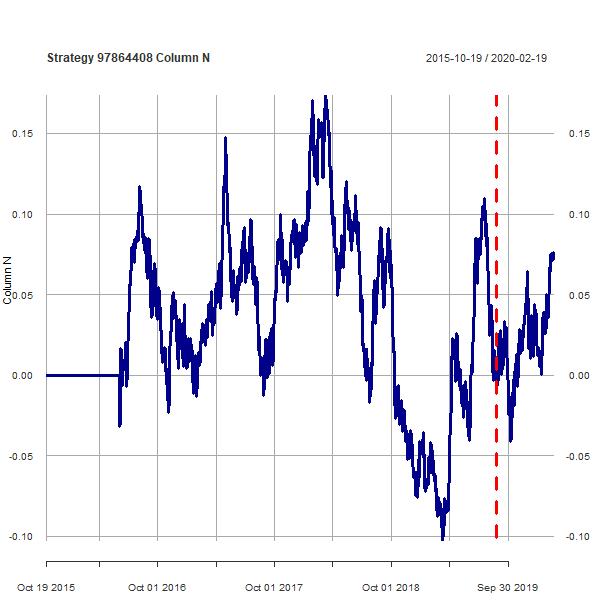 Strategy 97864408 Column N
2015-10-19 / 2020-02-19
0.15
0.15
0.10
0.10
0.05
0.05
0.00
0.00
-0.05
-0.05
-0.10
-0.10
Column N
Oct 19 2015
Oct 01 2016
Oct 01 2017
Oct 01 2018
Sep 30 2019